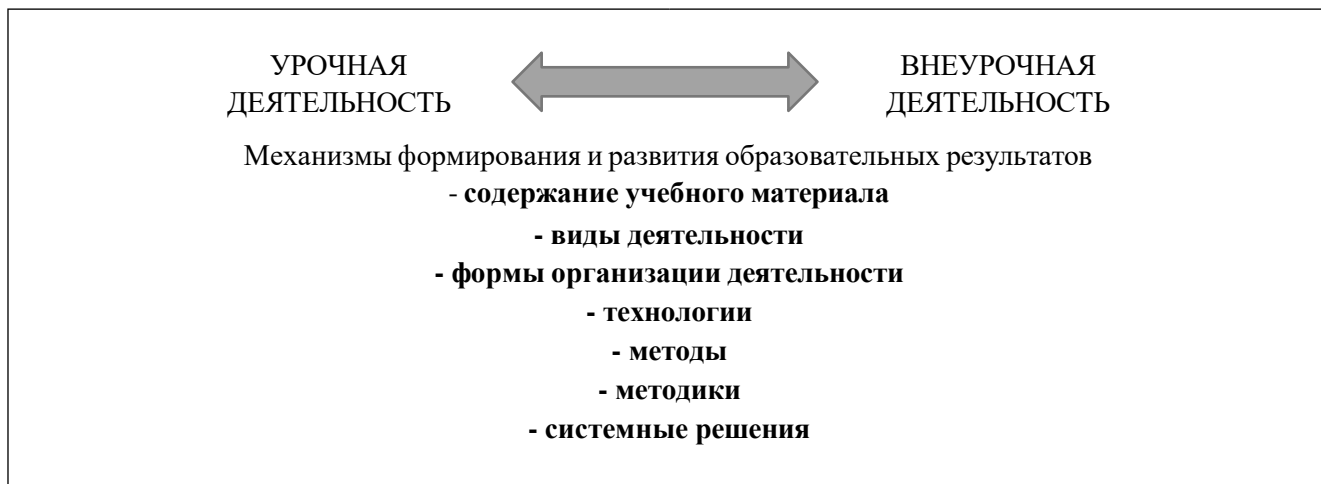 УРОЧНАЯ
ДЕЯТЕЛЬНОСТЬ
ВНЕУРОЧНАЯ
ДЕЯТЕЛЬНОСТЬ
Механизмы формирования и развития образовательных результатов
- содержание учебного материала
- виды деятельности
- формы организации деятельности
- технологии
- методы
- методики
- системные решения